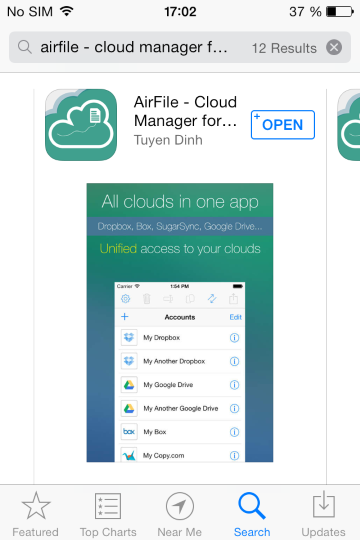 No SIM 17:02 37 %
airfile - cloud manager f... 12 Results
AirFile - Cloud
Manager for...
Tuyen Dinh
+ OPEN
All clouds in one app
Dropbox, Box, SugarSync, Google Drive...
Unified access to your clouds
Carrier 1:54 PM
+ Accounts Edit
My Dropbox
My Another Dropbox
My Google Drive
My Another Google Drive
box My Box
My Copy.com
Featured Top Charts Near Me Search Updates